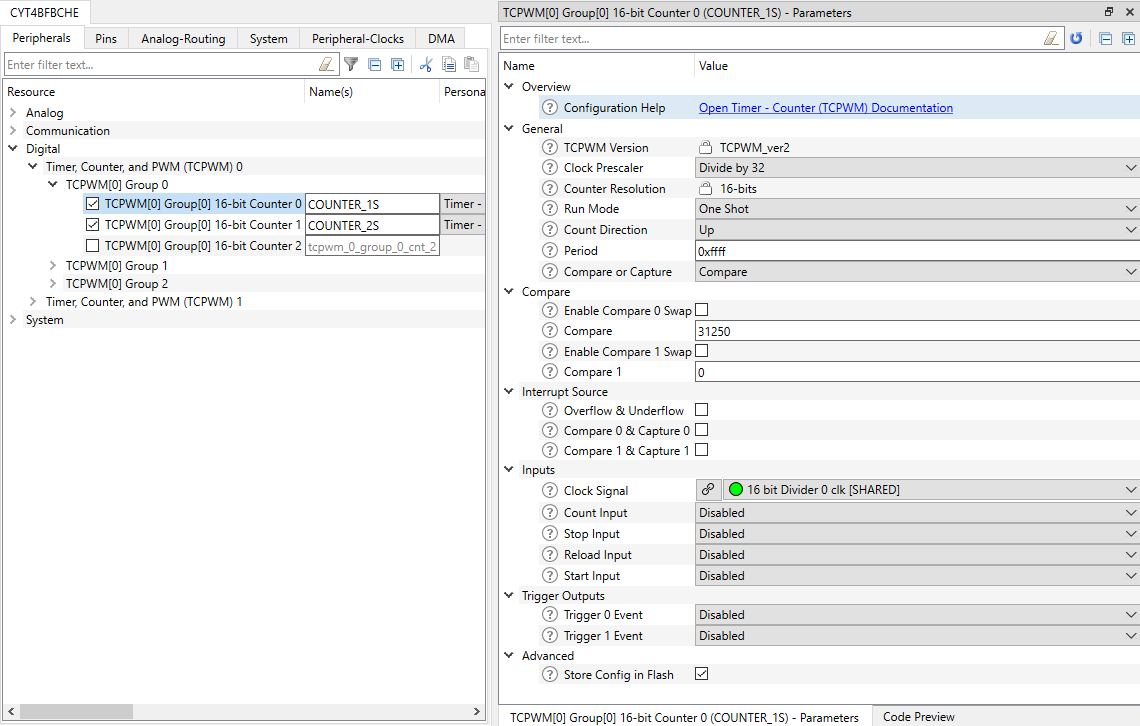 CYT4BFBCHE
Peripherals Pins Analog-Routing System Peripheral-Clocks DMA
Enter filter text...
Resource Name(s) Persona
Analog
Communication
Digital
Timer, Counter, and PWM (TCPWM) 0
TCPWM[0] Group 0
TCPWM[0] Group[0] 16-bit Counter 0 COUNTER_1S Timer -
TCPWM[0] Group[0] 16-bit Counter 1 COUNTER_2S Timer -
TCPWM[0] Group[0] 16-bit Counter 2 tcpwm_0_group_0_cnt_2
TCPWM[0] Group 1
TCPWM[0] Group 2
Timer, Counter, and PWM (TCPWM) 1
System
TCPWM[0] Group[0] 16-bit Counter 0 (COUNTER_1S) - Parameters
Enter filter text...
Name Value
Overview
Configuration Help Open Timer - Counter (TCPWM) Documentation
General
TCPWM Version TCPWM_ver2
Clock Prescaler Divide by 32
Counter Resolution 16-bits
Run Mode One Shot
Count Direction Up
Period 0xffff
Compare or Capture Compare
Compare
Enable Compare 0 Swap
Compare 31250
Enable Compare 1 Swap
Compare 1 0
Interrupt Source
Overflow & Underflow
Compare 0 & Capture 0
Compare 1 & Capture 1
Inputs
Clock Signal 16 bit Divider 0 clk [SHARED]
Count Input Disabled
Stop Input Disabled
Reload Input Disabled
Start Input Disabled
Trigger Outputs
Trigger 0 Event Disabled
Trigger 1 Event Disabled
Advanced
Store Config in Flash
TCPWM[0] Group[0] 16-bit Counter 0 (COUNTER_1S) - Parameters Code Preview